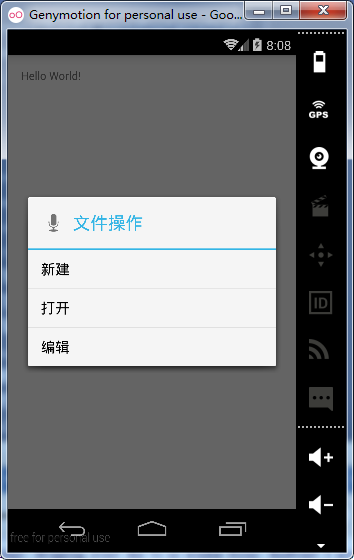 Genymotion for personal use - Goo...
8:08
Hello World!
GPS
文件操作
新建
打开
编辑
ID
free for personal use